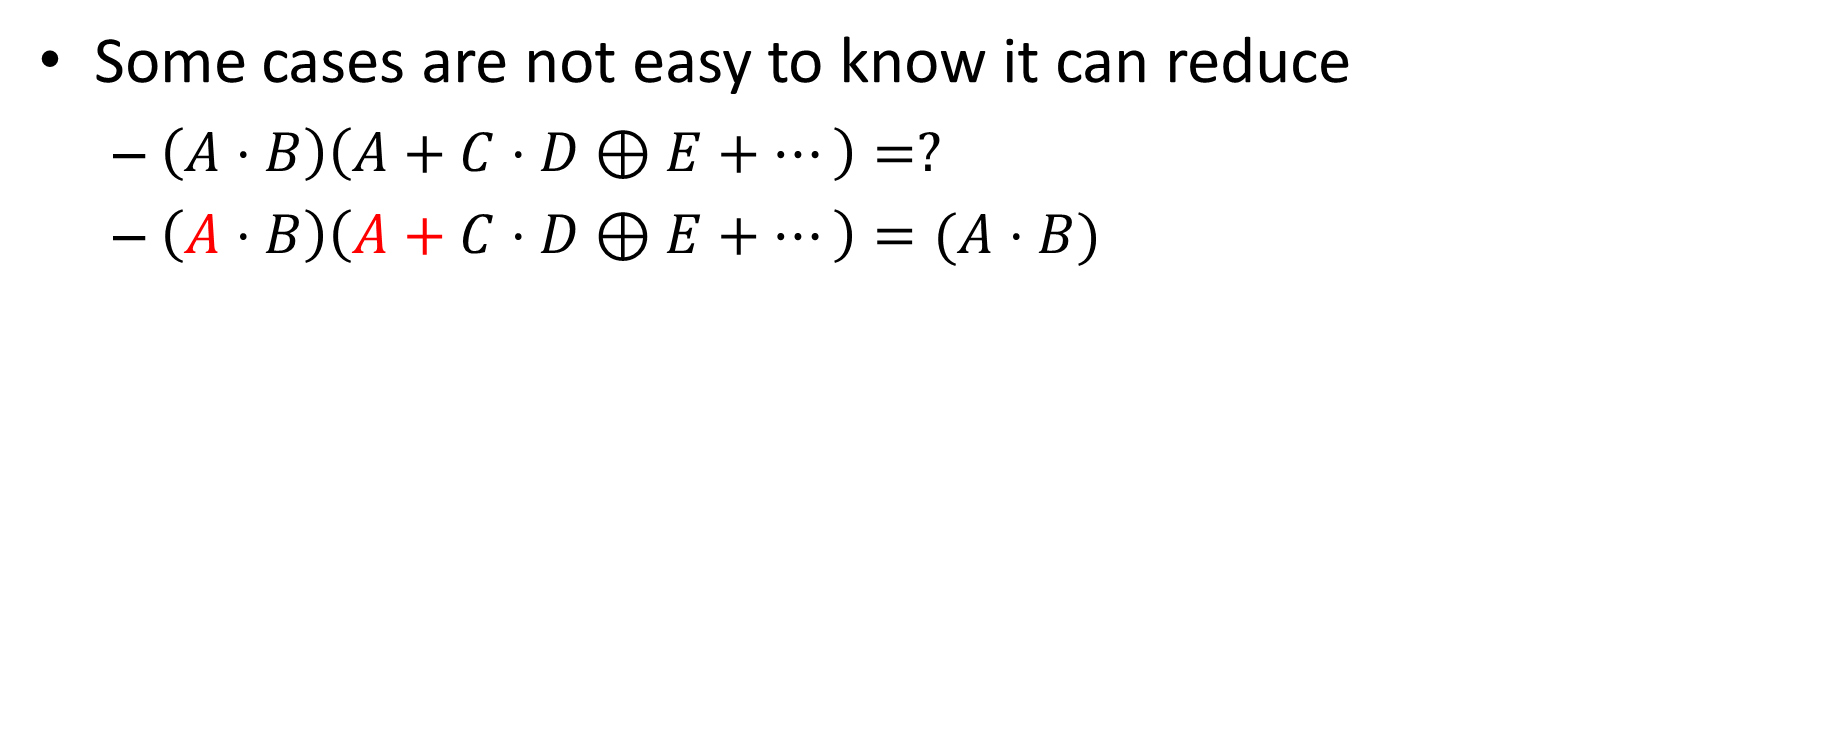 • Some cases are not easy to know it can reduce
– (A · B)(A + C · D ⊕ E + ⋯ ) =?
– (A · B)(A + C · D ⊕ E + ⋯ ) = (A · B)